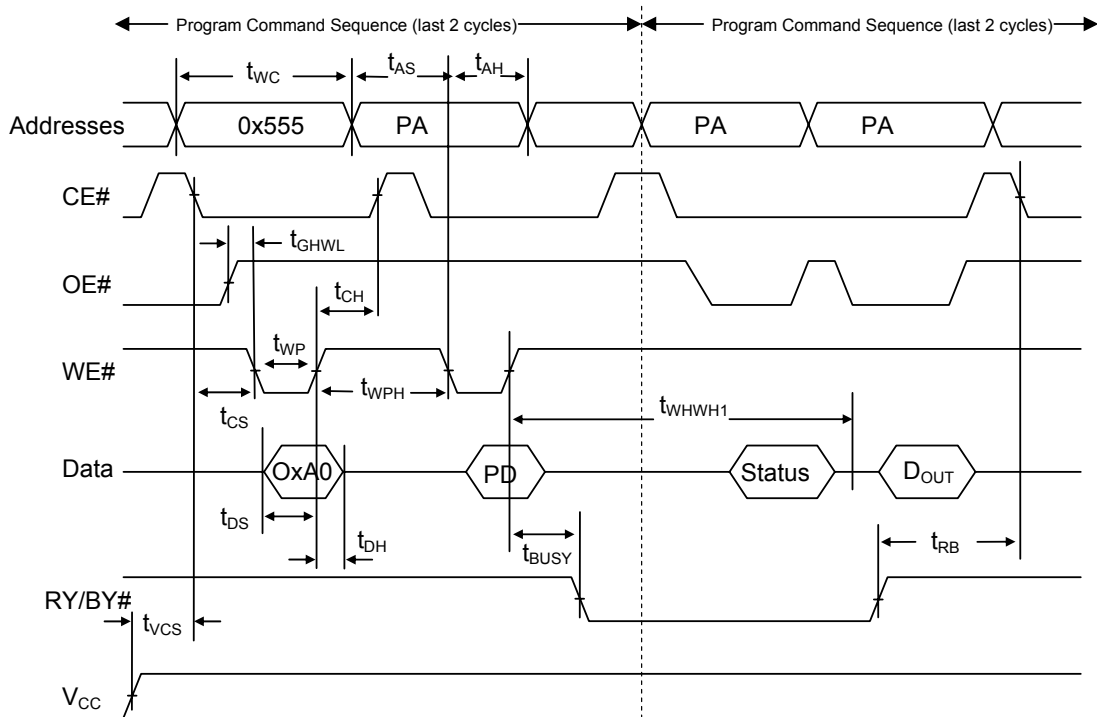 Program Command Sequence (last 2 cycles) Program Command Sequence (last 2 cycles)
tWC tAS tAH
Addresses 0x555 PA PA PA
CE#
tGHWL
OE#
tCH
tWP
WE#
tWPH
tCS tWHWH1
Data OxA0 PD Status DOUT
tDS
tDH tBUSY tRB
RY/BY#
tVCS
VCC